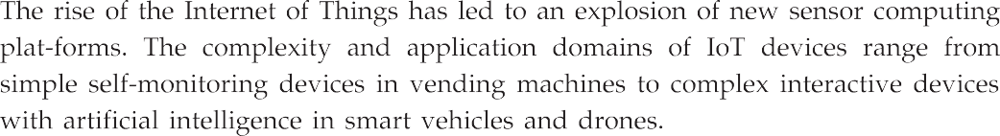 The rise of the Internet of Things has led to an explosion of new sensor computing
plat-forms. The complexity and application domains of IoT devices range from
simple self-monitoring devices in vending machines to complex interactive devices
with artificial intelligence in smart vehicles and drones.